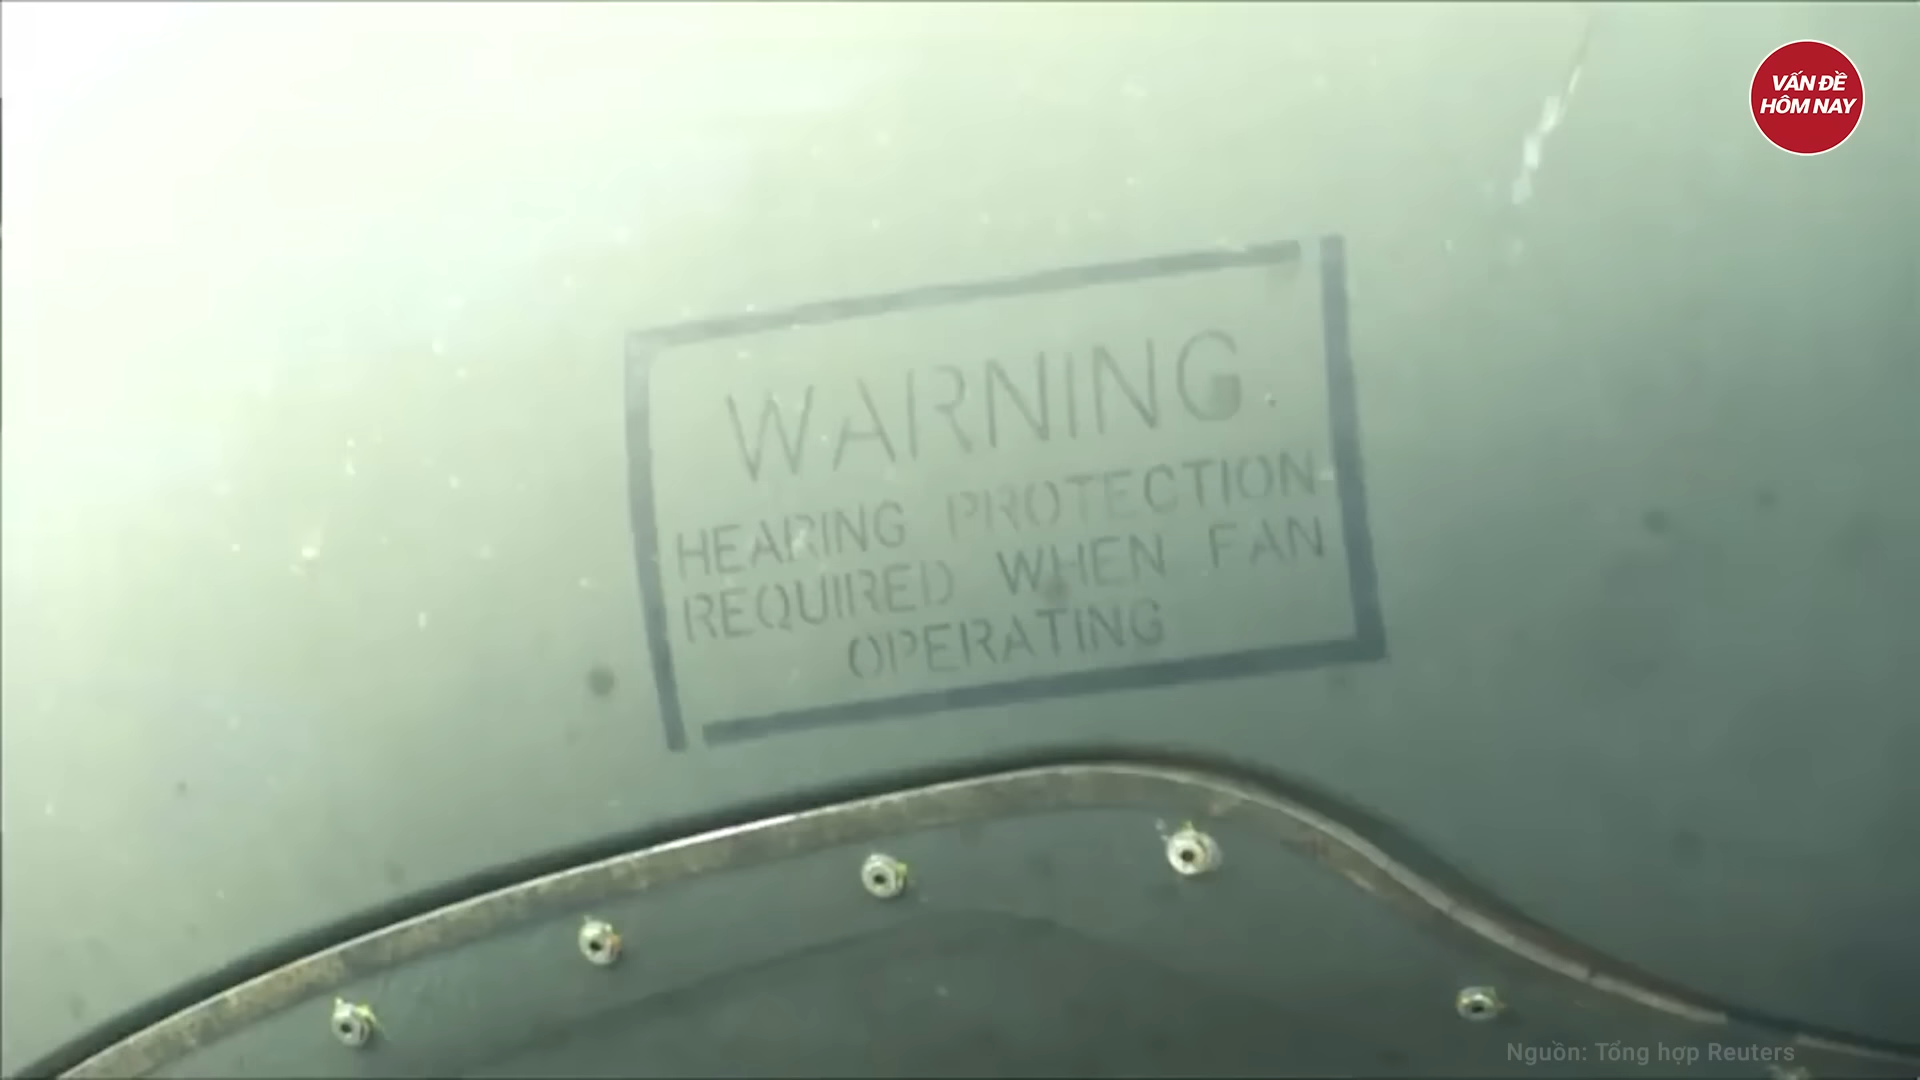 VẤN ĐỀ
HÔM NAY
WARNING
HEARING PROTECTION
REQUIRED WHEN FAN
OPERATING
Nguồn: Tổng hợp Reuters